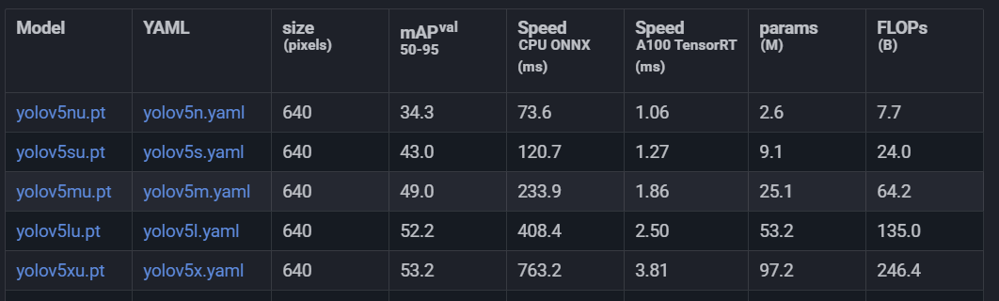 Model YAML size (pixels) mAPval 50-95 Speed CPU ONNX (ms) Speed A100 TensorRT (ms) params (M) FLOPs (B)
yolov5nu.pt yolov5n.yaml 640 34.3 73.6 1.06 2.6 7.7
yolov5su.pt yolov5s.yaml 640 43.0 120.7 1.27 9.1 24.0
yolov5mu.pt yolov5m.yaml 640 49.0 233.9 1.86 25.1 64.2
yolov5lu.pt yolov5l.yaml 640 52.2 408.4 2.50 53.2 135.0
yolov5xu.pt yolov5x.yaml 640 53.2 763.2 3.81 97.2 246.4